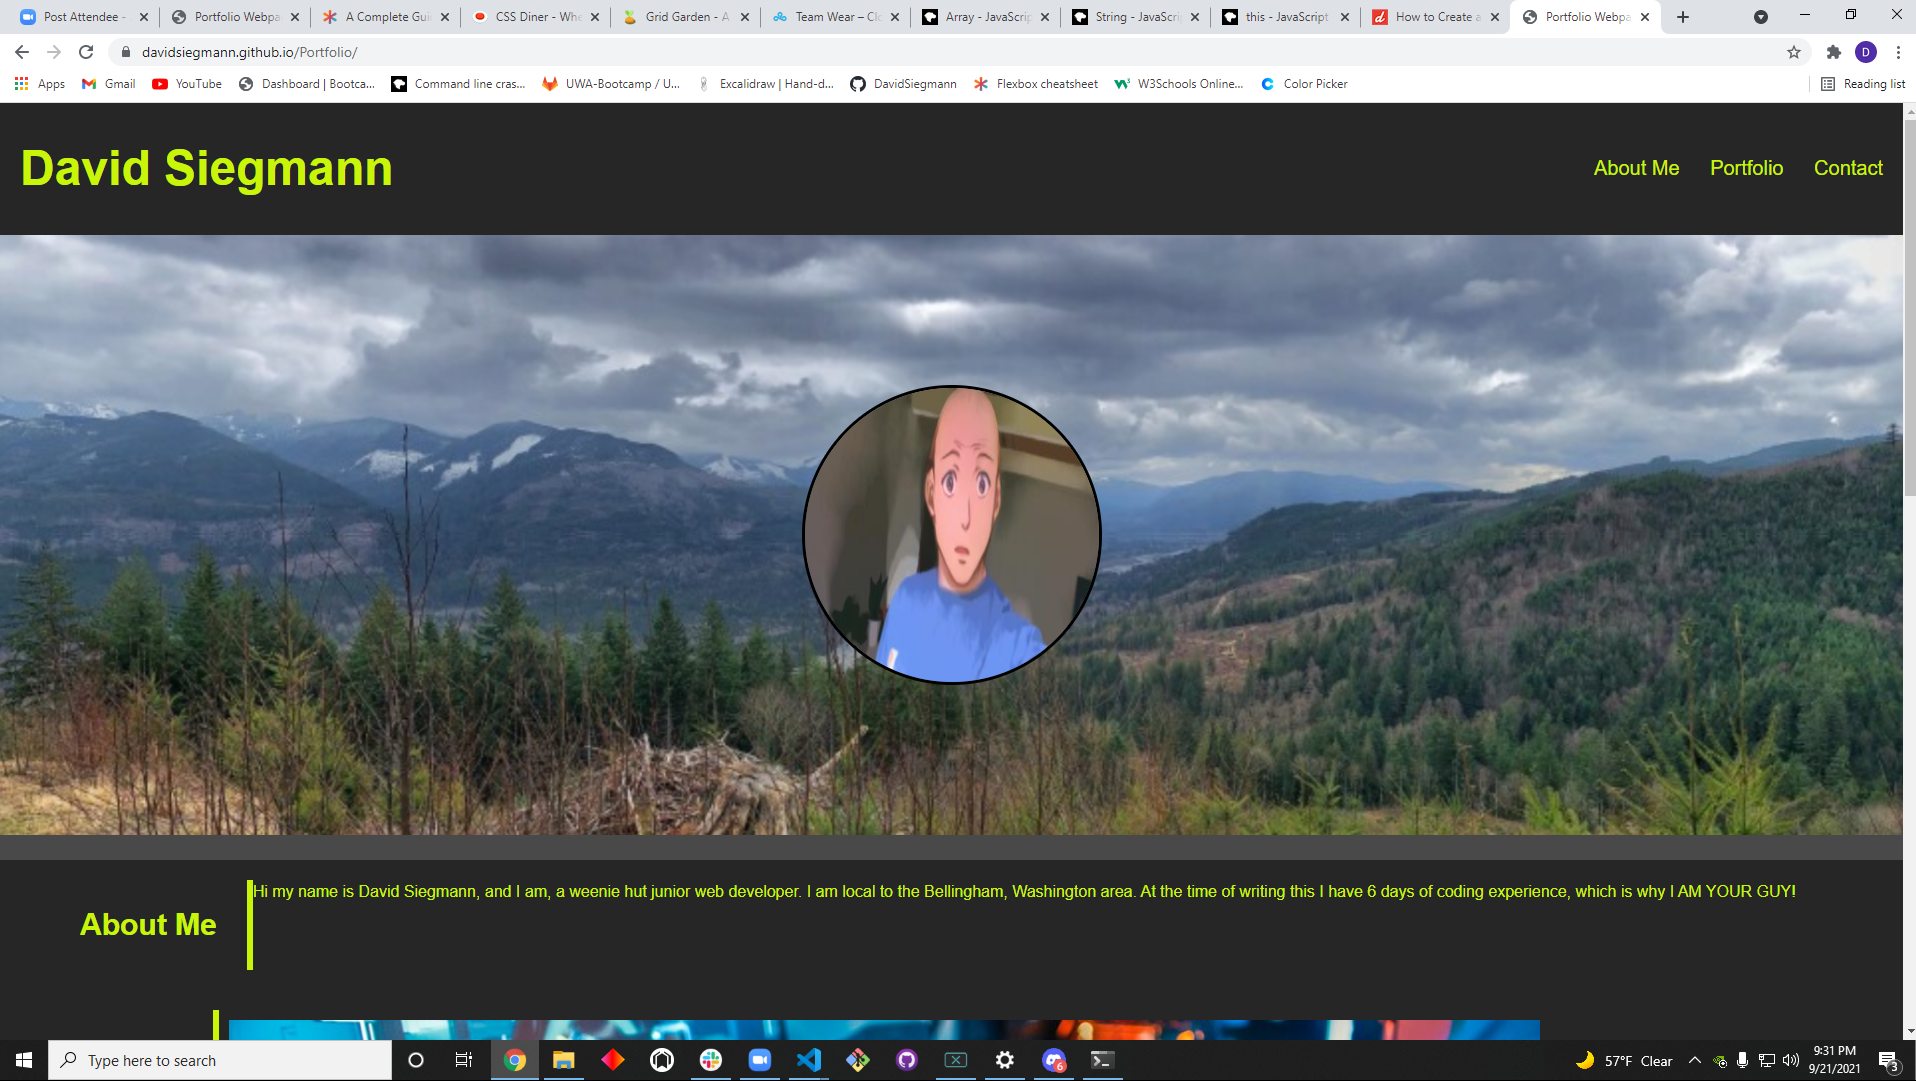 Post Attendee -
Portfolio Webpa
A Complete Gui
CSS Diner - Whe
Grid Garden - A
Team Wear – Clo
Array - JavaScrip
String - JavaScri
this - JavaScript
How to Create a
Portfolio Webpa
davidsiegmann.github.io/Portfolio/
D
Apps
Gmail
YouTube
Dashboard | Bootca...
Command line cras...
UWA-Bootcamp / U...
Excalidraw | Hand-d...
DavidSiegmann
Flexbox cheatsheet
W3Schools Online...
Color Picker
Reading list
David Siegmann
About Me
Portfolio
Contact
Hi my name is David Siegmann, and I am, a weenie hut junior web developer. I am local to the Bellingham, Washington area. At the time of writing this I have 6 days of coding experience, which is why I AM YOUR GUY!
About Me
Type here to search
6
57°F Clear
9:31 PM
9/21/2021
3